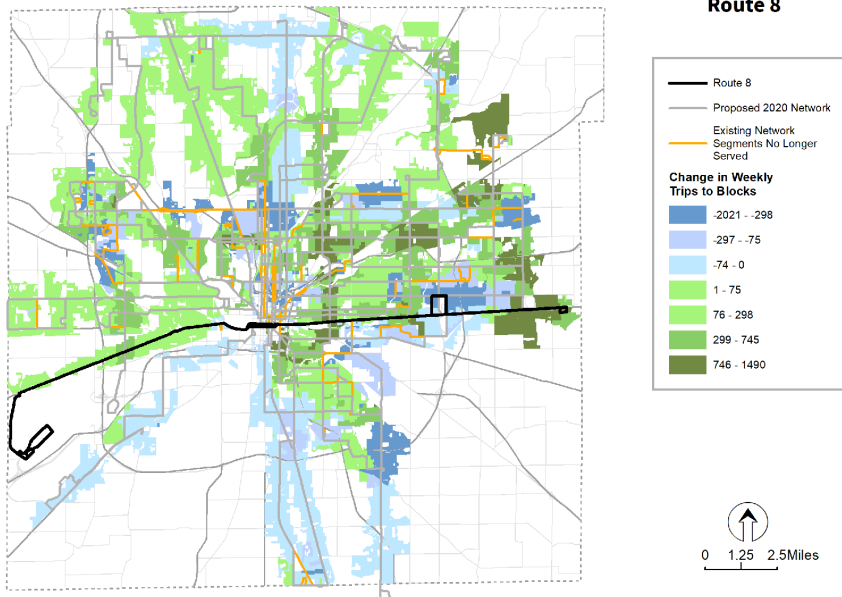 Route 8
Route 8
Proposed 2020 Network
Existing Network
Segments No Longer
Served
Change in Weekly
Trips to Blocks
-2021 - -298
-297 - -75
-74 - 0
1 - 75
76 - 298
299 - 745
746 - 1490
0 1.25 2.5Miles